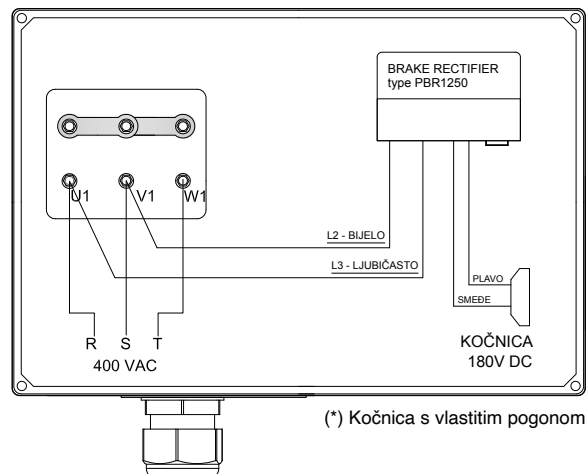 BRAKE RECTIFIER
type PBR1250
U1 V1 W1
L2 - BIJELO
L3 - LJUBIČASTO
PLAVO
SMEĐE
R S T
400 VAC
KOČNICA
180V DC
(*) Kočnica s vlastitim pogonom